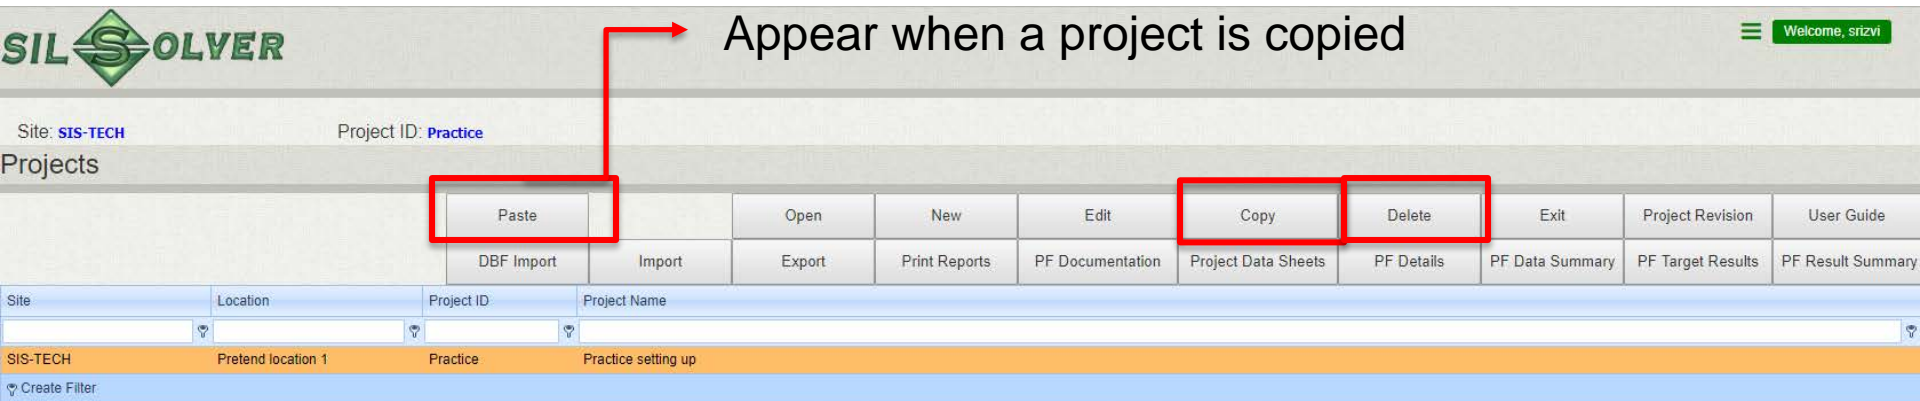 SIL SOLVER
Appear when a project is copied
Welcome, srizvi
Site: SIS-TECH Project ID: Practice
Projects
Paste Open New Edit Copy Delete Exit Project Revision User Guide
DBF Import Import Export Print Reports PF Documentation Project Data Sheets PF Details PF Data Summary PF Target Results PF Result Summary
Site Location Project ID Project Name
SIS-TECH Pretend location 1 Practice Practice setting up
Create Filter